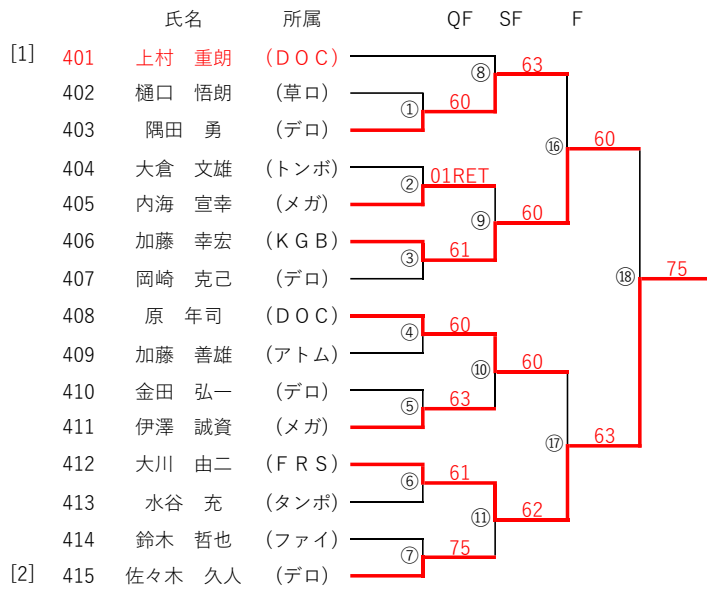 氏名 所属 QF SF F
[1] 401 上村 重朗 (ＤＯＣ)
⑧ 63
402 樋口 悟朗 (草ロ)
① 60
403 隅田 勇 (デロ)
⑯ 60
404 大倉 文雄 (トンボ)
② 01RET
405 内海 宣幸 (メガ)
⑨ 60
406 加藤 幸宏 (ＫＧＢ)
③ 61
407 岡崎 克己 (デロ)
⑱ 75
408 原 年司 (ＤＯＣ)
④ 60
409 加藤 善雄 (アトム)
⑩ 60
410 金田 弘一 (デロ)
⑤ 63
411 伊澤 誠資 (メガ)
⑰ 63
412 大川 由二 (ＦＲＳ)
⑥ 61
413 水谷 充 (タンポ)
⑪ 62
414 鈴木 哲也 (ファイ)
⑦ 75
[2] 415 佐々木 久人 (デロ)